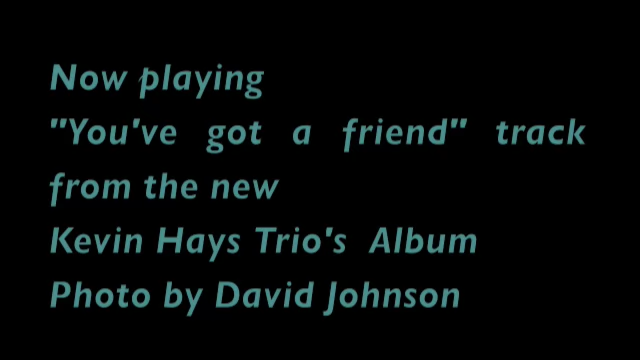 Now playing
"You've got a friend" track
from the new
Kevin Hays Trio's Album
Photo by David Johnson